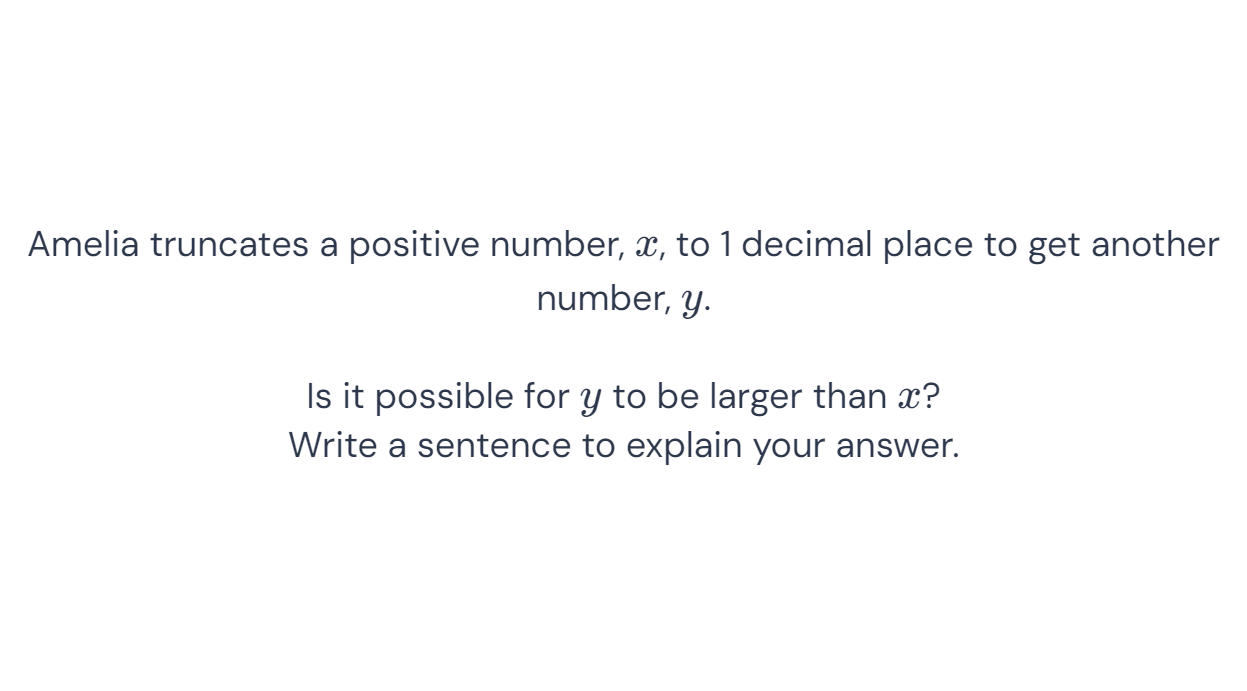 Amelia truncates a positive number, x, to 1 decimal place to get another
number, y.
Is it possible for y to be larger than x?
Write a sentence to explain your answer.